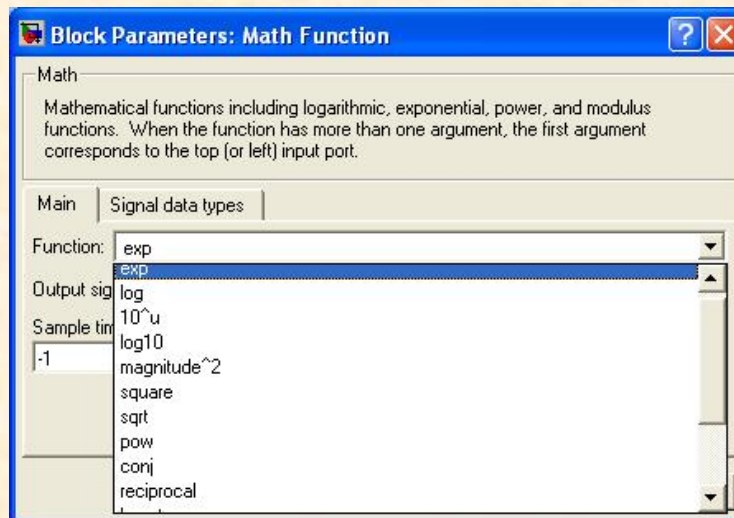 Block Parameters: Math Function
Math
Mathematical functions including logarithmic, exponential, power, and modulus
functions. When the function has more than one argument, the first argument
corresponds to the top (or left) input port.
Main Signal data types
Function: exp
exp
Output sig
log
10^u
Sample tim
log10
-1
magnitude^2
square
sqrt
pow
conj
reciprocal